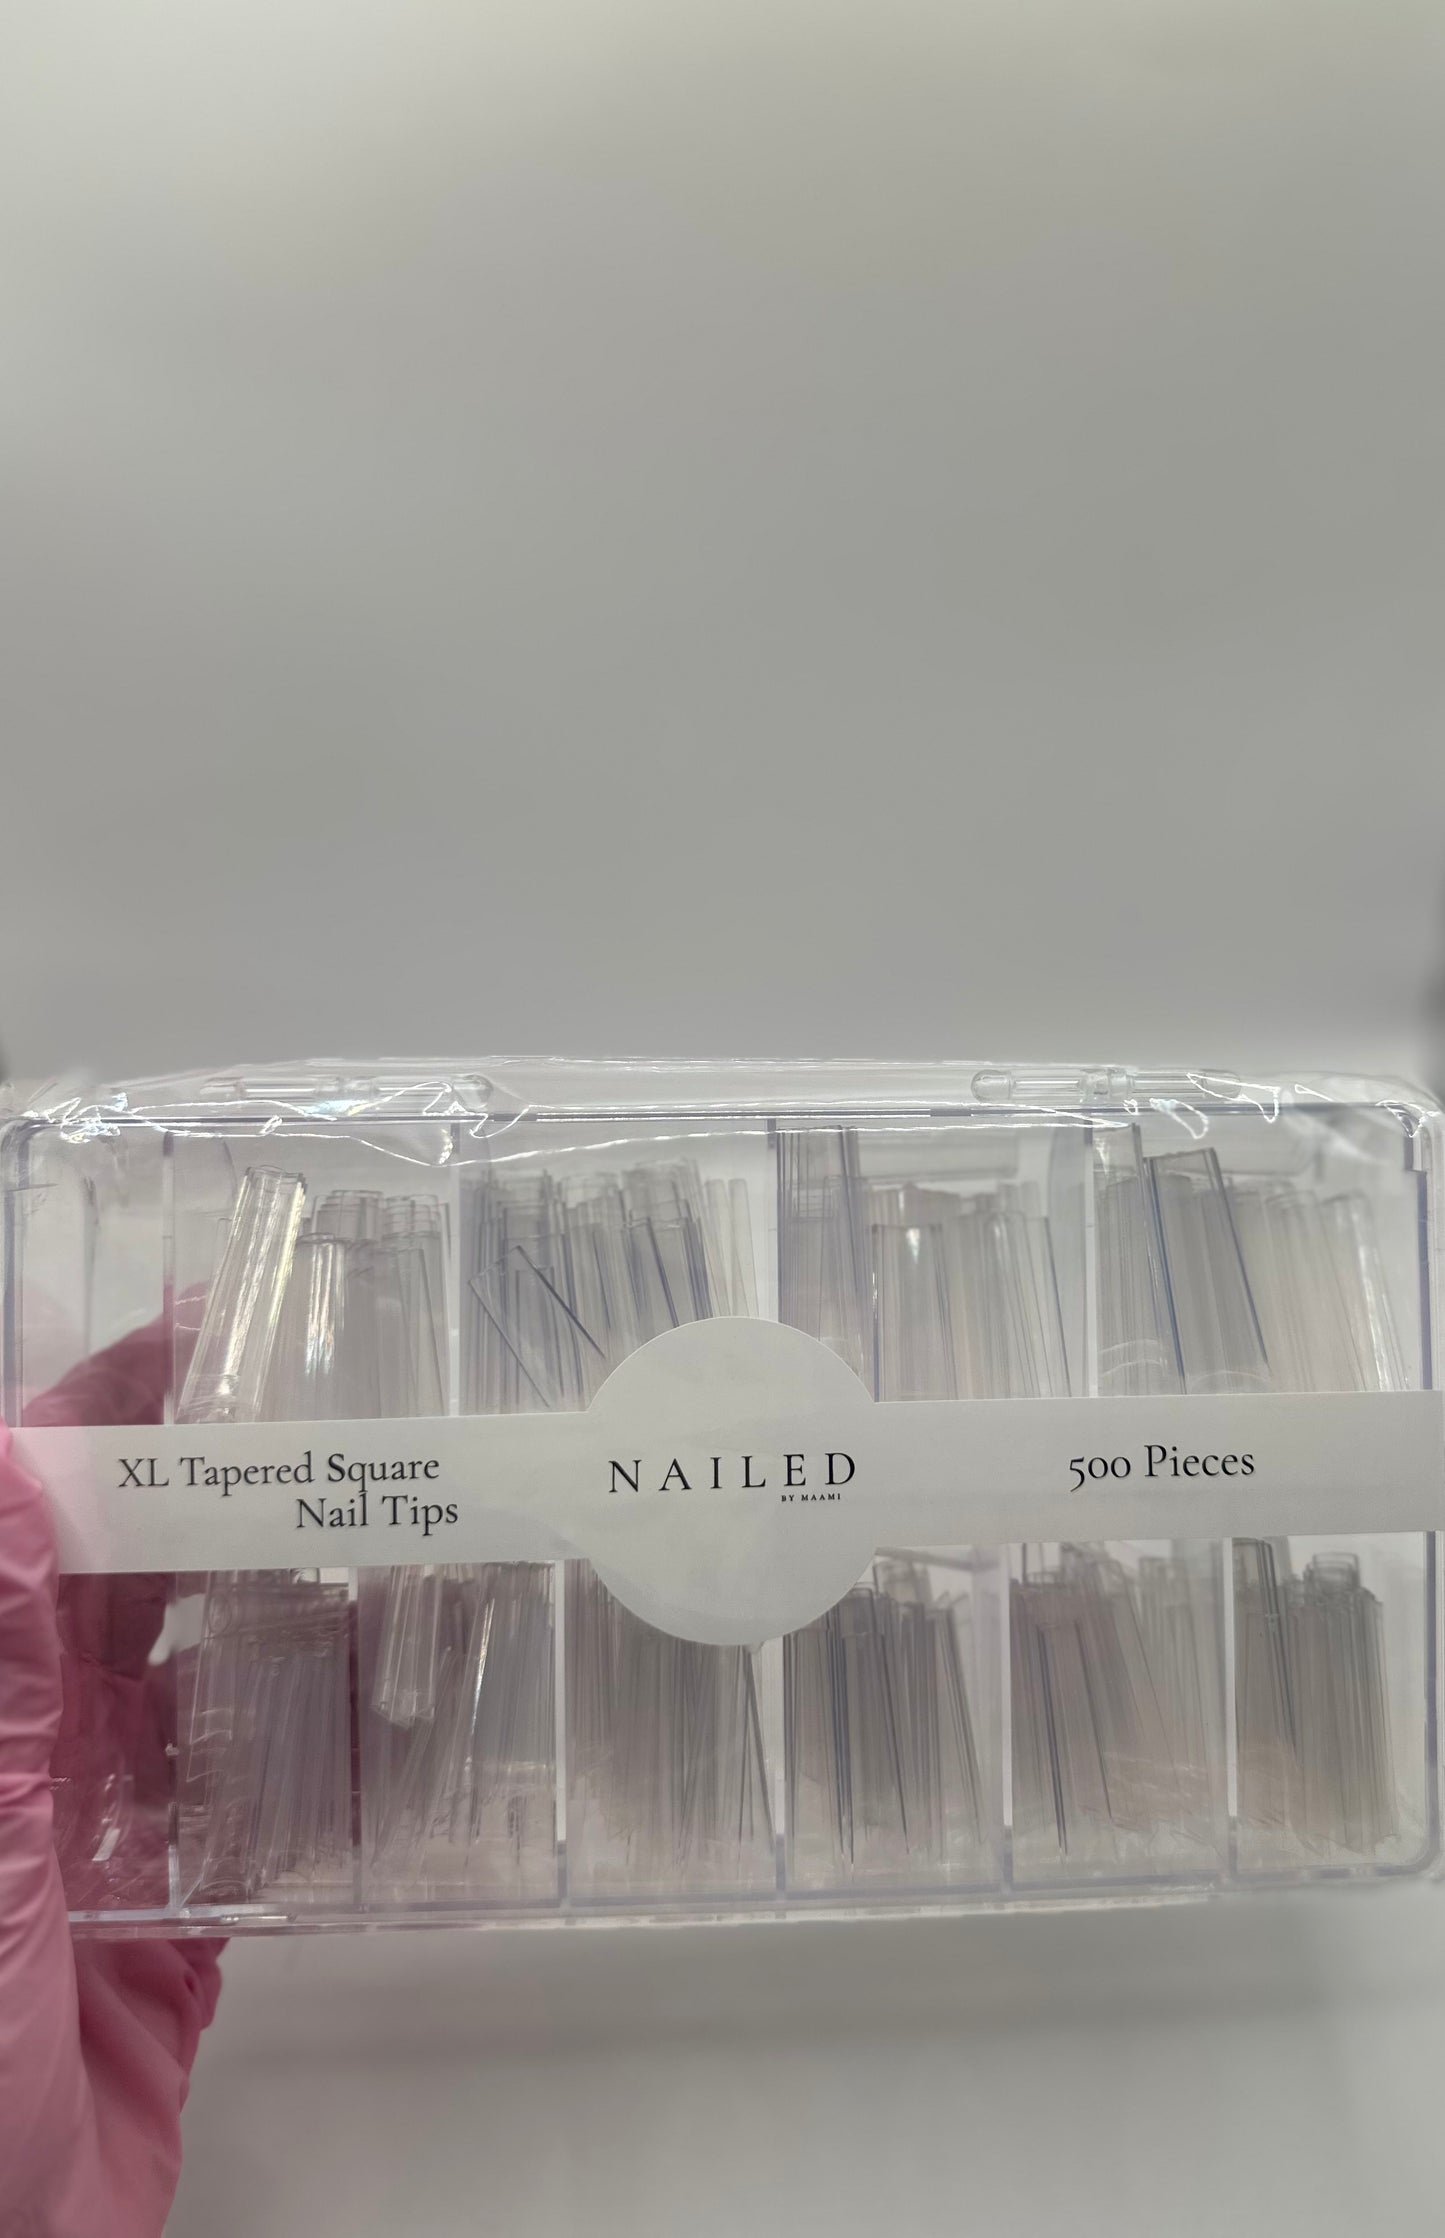 XL Tapered Square
Nail Tips
NAILED
BY MAAMI
500 Pieces